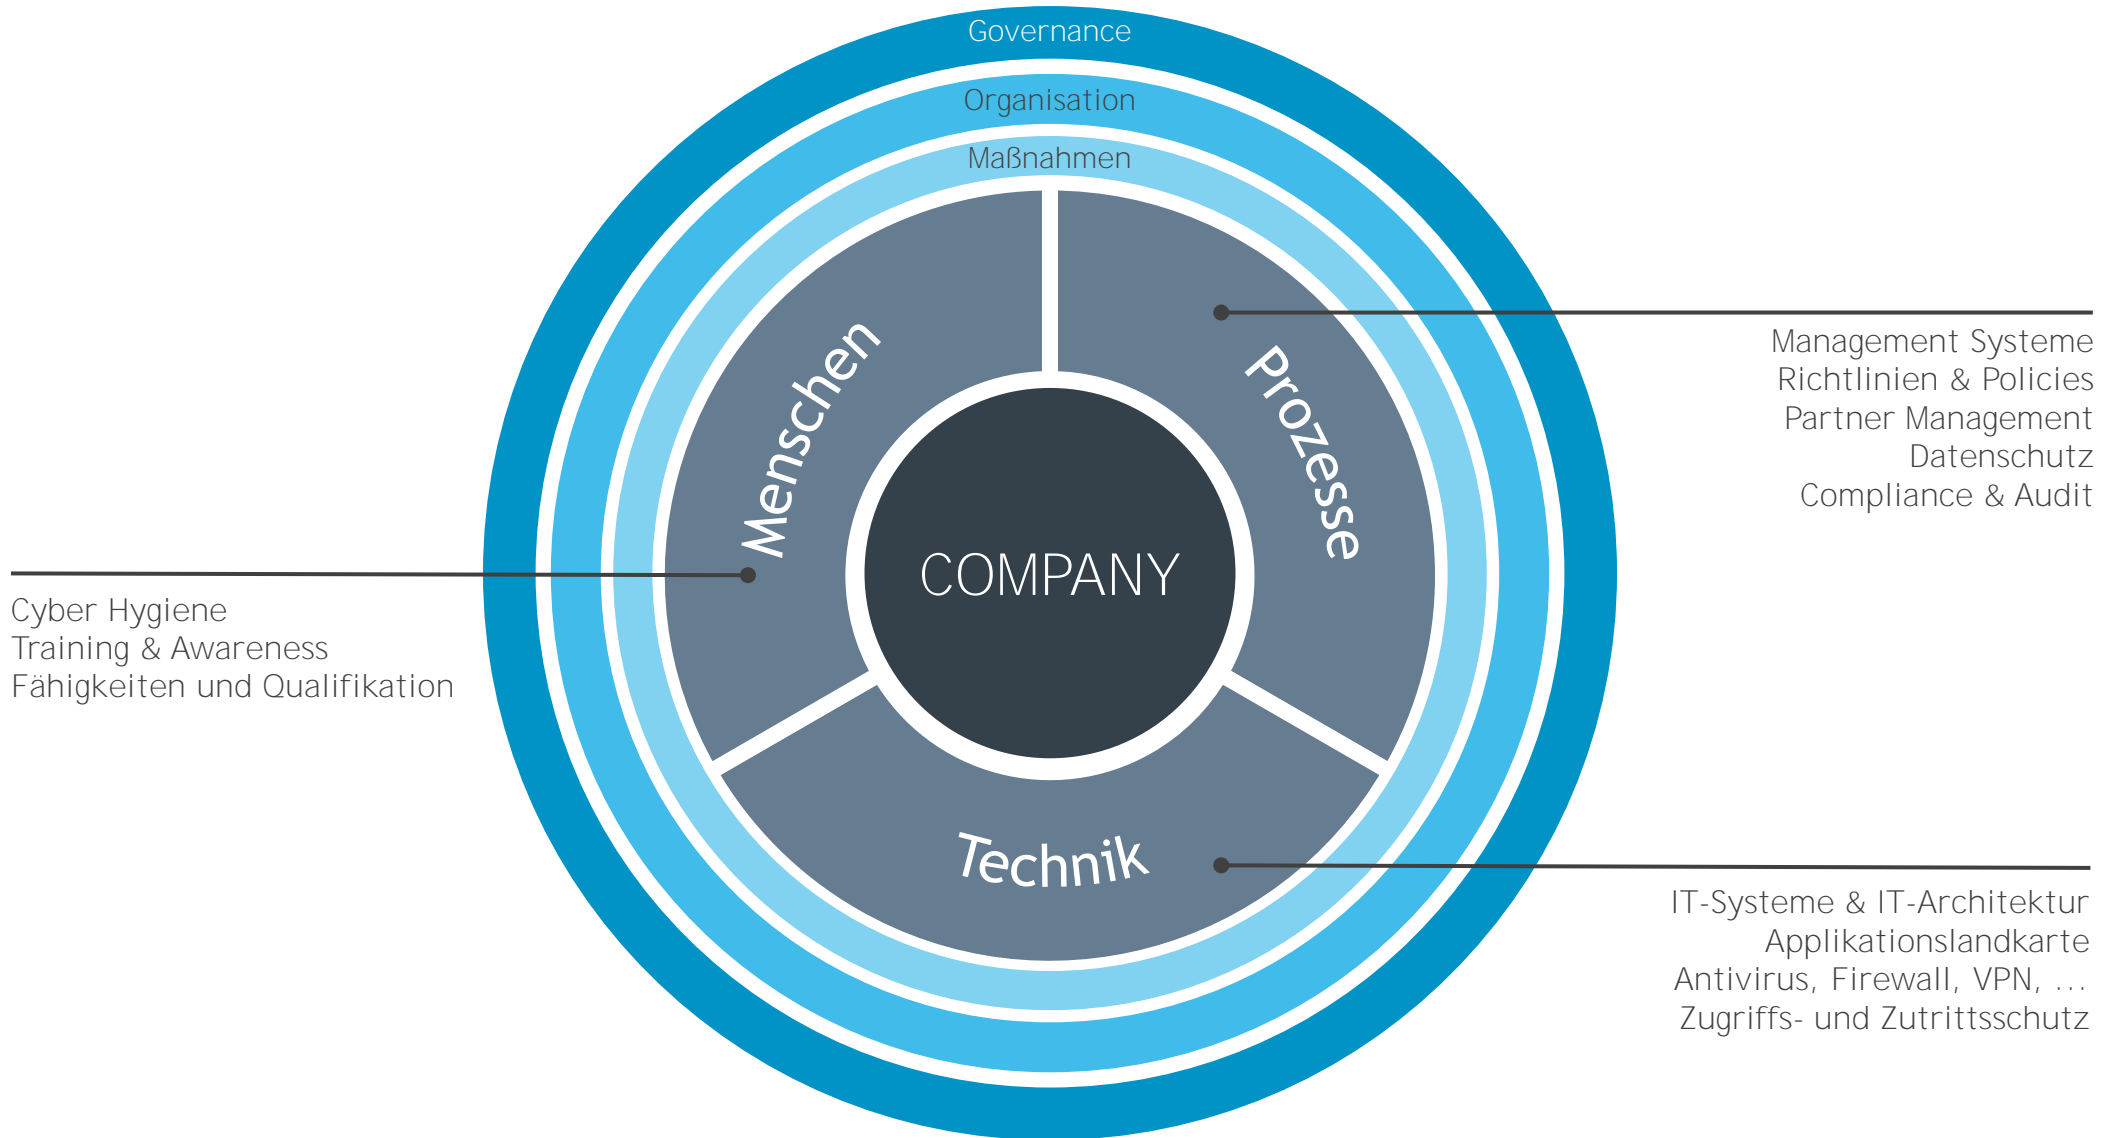 Governance
Organisation
Maßnahmen
Menschen
Prozesse
COMPANY
Technik
Management Systeme
Richtlinien & Policies
Partner Management
Datenschutz
Compliance & Audit
Cyber Hygiene
Training & Awareness
Fähigkeiten und Qualifikation
IT-Systeme & IT-Architektur
Applikationslandkarte
Antivirus, Firewall, VPN, ...
Zugriffs- und Zutrittsschutz